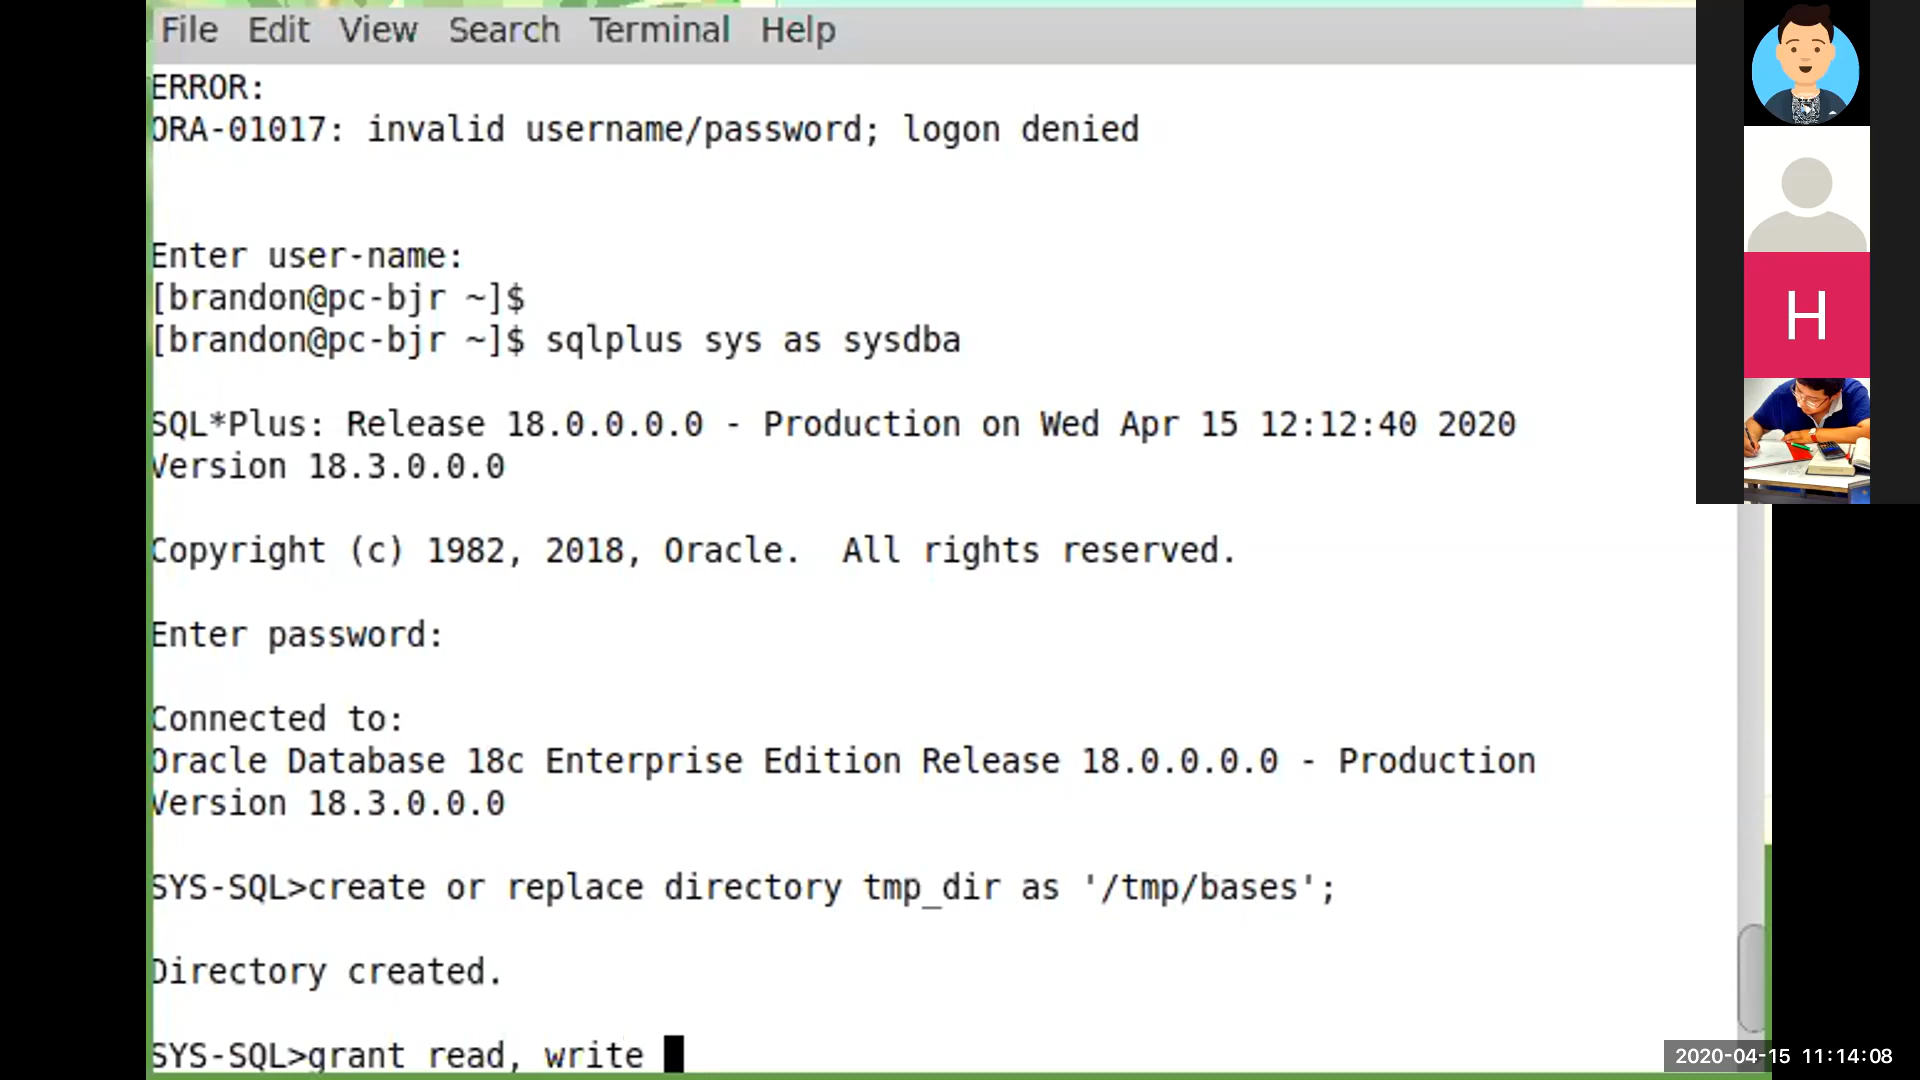 File Edit View Search Terminal Help
ERROR:
ORA-01017: invalid username/password; logon denied
Enter user-name:
[brandon@pc-bjr ~]$
[brandon@pc-bjr ~]$ sqlplus sys as sysdba
SQL*Plus: Release 18.0.0.0.0 - Production on Wed Apr 15 12:12:40 2020
Version 18.3.0.0.0
Copyright (c) 1982, 2018, Oracle.  All rights reserved.
Enter password:
Connected to:
Oracle Database 18c Enterprise Edition Release 18.0.0.0.0 - Production
Version 18.3.0.0.0
SYS-SQL>create or replace directory tmp_dir as '/tmp/bases';
Directory created.
SYS-SQL>grant read, write
H
2020-04-15 11:14:08